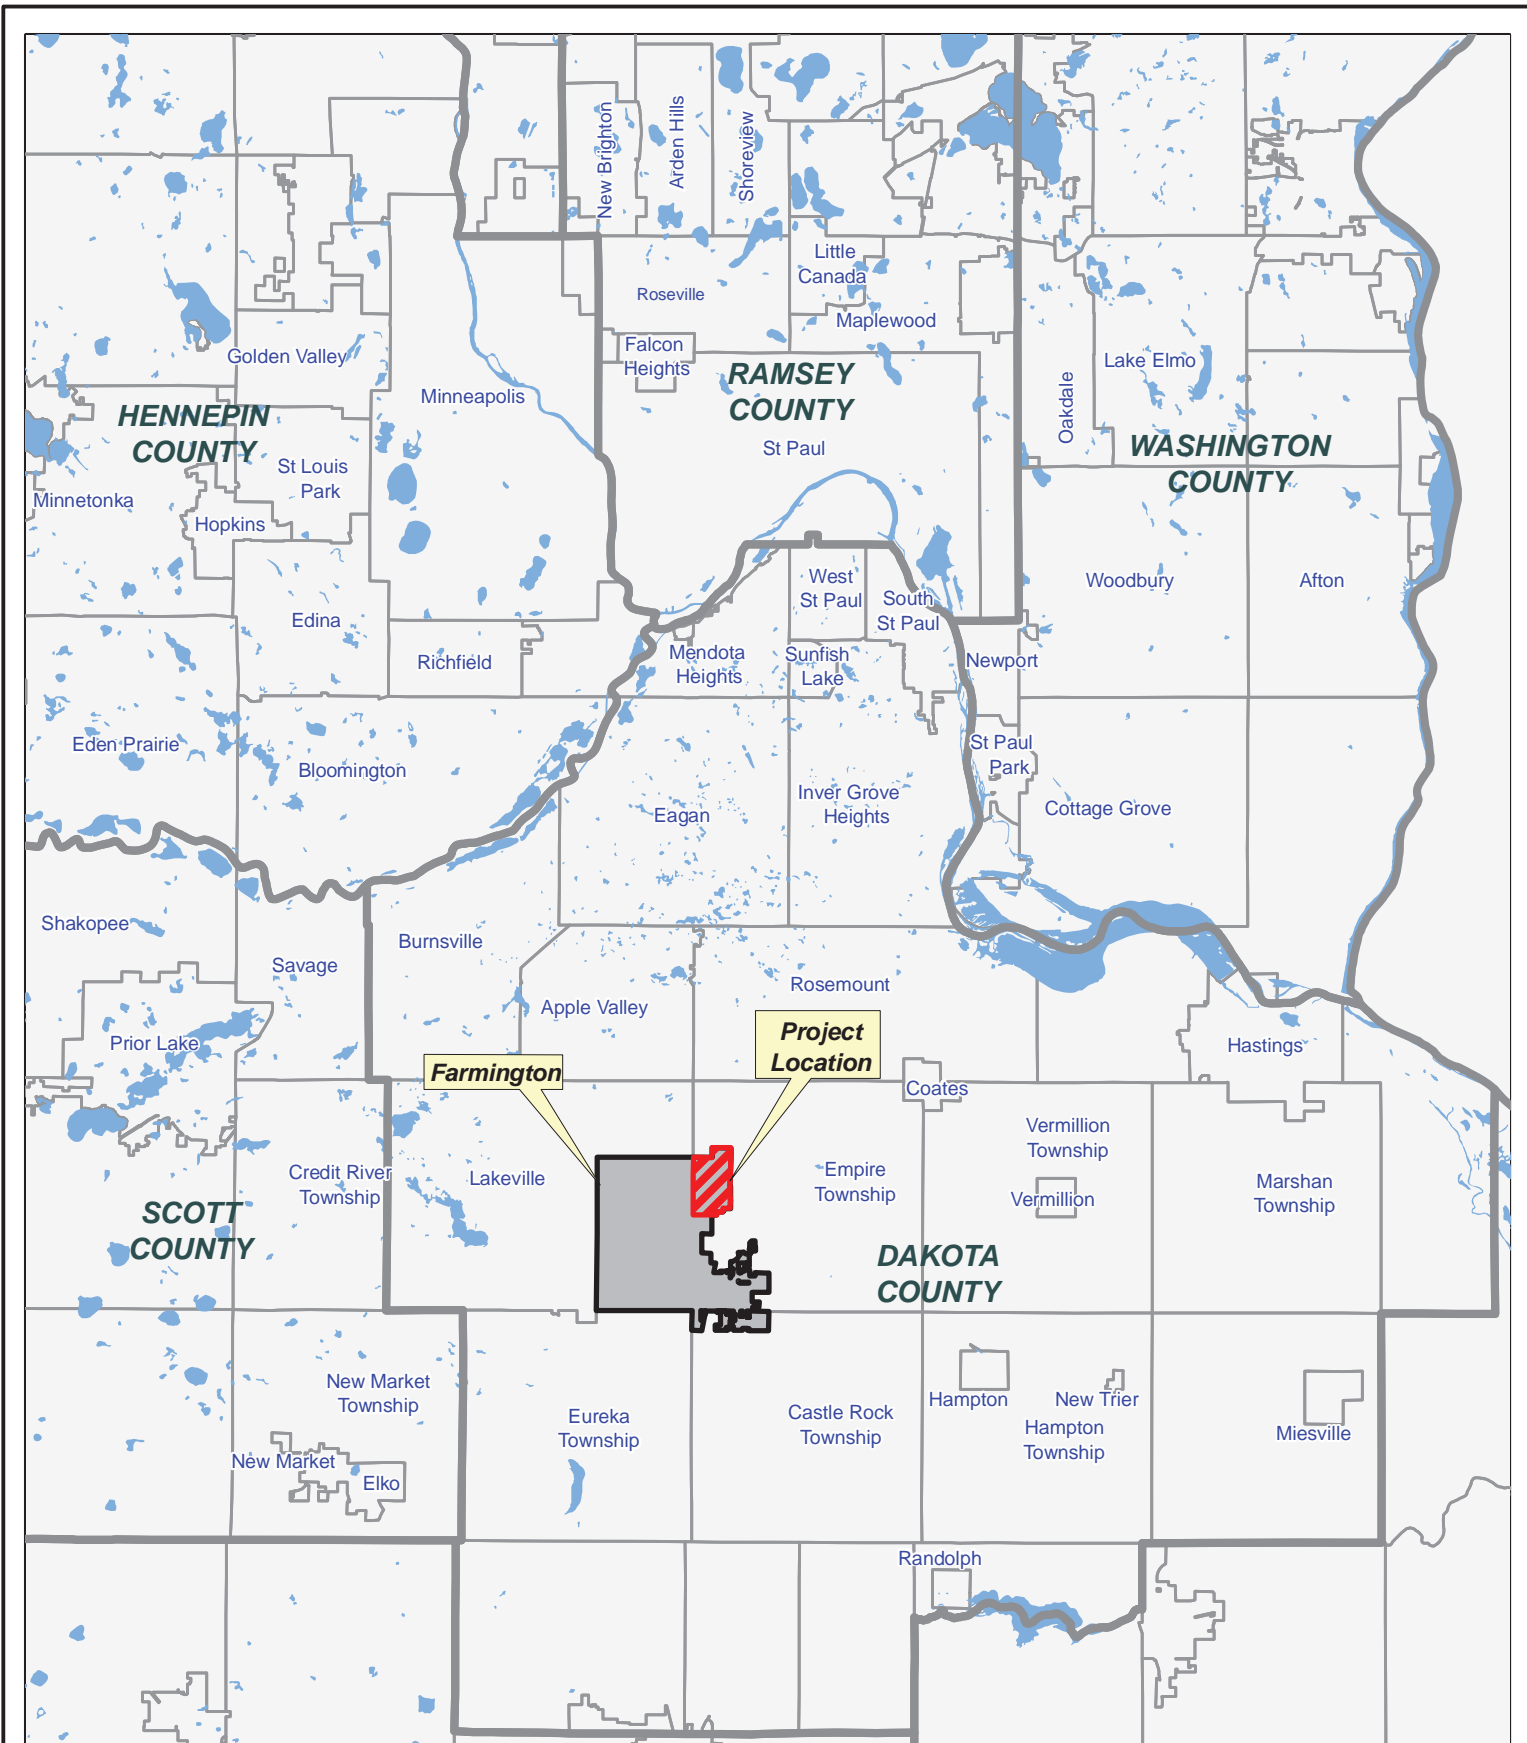 New Brighton
Arden Hills
Shoreview
Little
Canada
Roseville
Maplewood
Falcon
Heights
Golden Valley
RAMSEY
COUNTY
Lake Elmo
Oakdale
Minneapolis
HENNEPIN
COUNTY
St Paul
WASHINGTON
COUNTY
St Louis
Park
Minnetonka
Hopkins
West
St Paul
South
St Paul
Woodbury
Afton
Edina
Richfield
Mendota
Heights
Sunfish
Lake
Newport
Eden Prairie
Bloomington
St Paul
Park
Eagan
Inver Grove
Heights
Cottage Grove
Shakopee
Burnsville
Savage
Rosemount
Apple Valley
Prior Lake
Project
Location
Hastings
Farmington
Coates
Vermillion
Township
Credit River
Township
Lakeville
Empire
Township
Vermillion
Marshan
Township
SCOTT
COUNTY
DAKOTA
COUNTY
New Market
Township
Hampton
New Trier
Eureka
Township
Castle Rock
Township
Hampton
Township
Miesville
New Market
Elko
Randolph